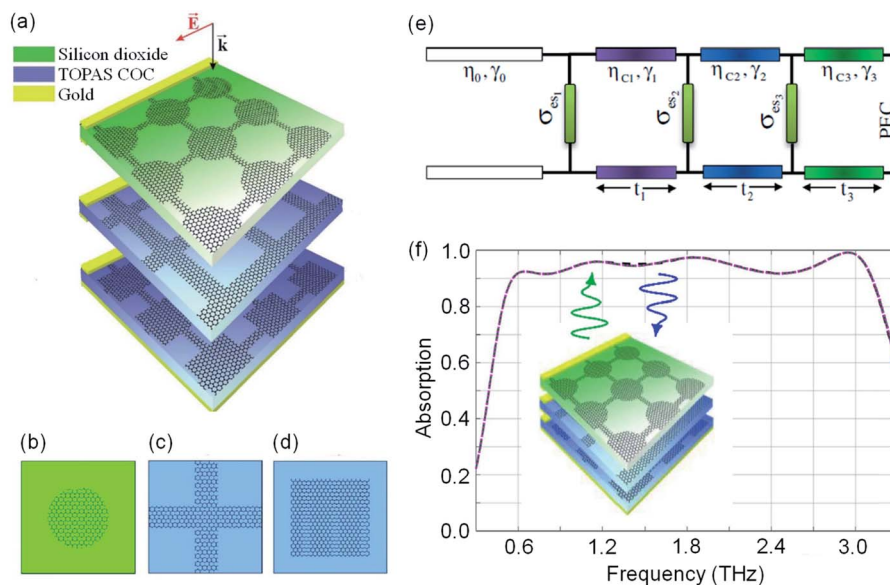 (a)
E
k
Silicon dioxide
TOPAS COC
Gold
(b)
(c)
(d)
(e)
η0, γ0
σes1
ηC1, γ1
σes2
ηC2, γ2
σes3
ηC3, γ3
PEC
t1
t2
t3
(f)
Absorption
1.0
0.8
0.6
0.4
0.2
0.0
0.6
1.2
1.8
2.4
3.0
Frequency (THz)